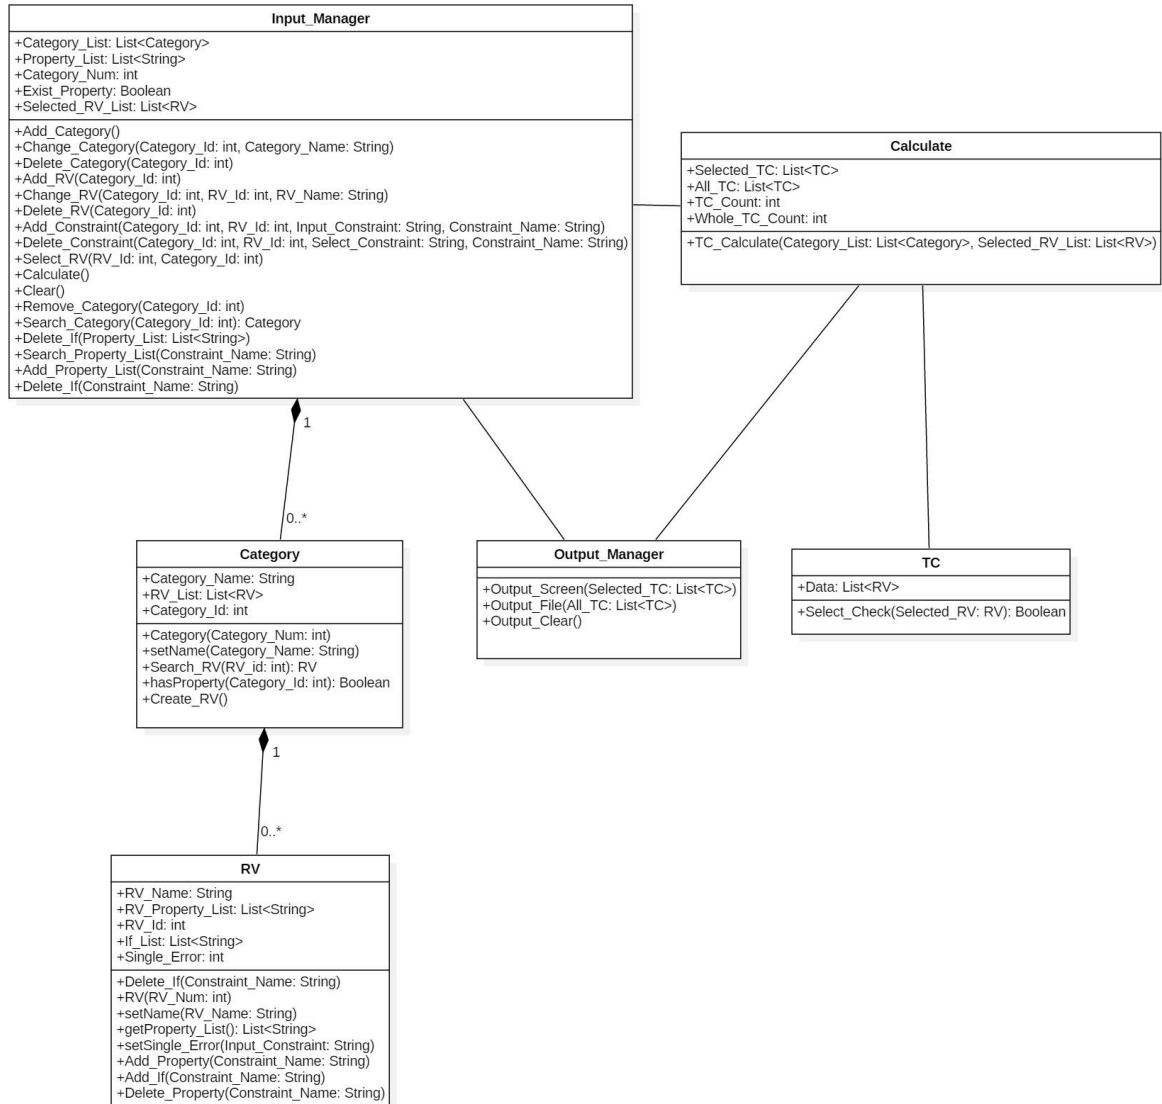 Input_Manager
+Category_List: List<Category>
+Property_List: List<String>
+Category_Num: int
+Exist_Property: Boolean
+Selected_RV_List: List<RV>
+Add_Category()
+Change_Category(Category_Id: int, Category_Name: String)
+Delete_Category(Category_Id: int)
+Add_RV(Category_Id: int)
+Change_RV(Category_Id: int, RV_Id: int, RV_Name: String)
+Delete_RV(Category_Id: int)
+Add_Constraint(Category_Id: int, RV_Id: int, Input_Constraint: String, Constraint_Name: String)
+Delete_Constraint(Category_Id: int, RV_Id: int, Select_Constraint: String, Constraint_Name: String)
+Select_RV(RV_Id: int, Category_Id: int)
+Calculate()
+Clear()
+Remove_Category(Category_Id: int)
+Search_Category(Category_Id: int): Category
+Delete_If(Property_List: List<String>)
+Search_Property_List(Constraint_Name: String)
+Add_Property_List(Constraint_Name: String)
+Delete_If(Constraint_Name: String)
Calculate
+Selected_TC: List<TC>
+All_TC: List<TC>
+TC_Count: int
+Whole_TC_Count: int
+TC_Calculate(Category_List: List<Category>, Selected_RV_List: List<RV>)
1
0..*
Category
+Category_Name: String
+RV_List: List<RV>
+Category_Id: int
+Category(Category_Num: int)
+setName(Category_Name: String)
+Search_RV(RV_id: int): RV
+hasProperty(Category_Id: int): Boolean
+Create_RV()
Output_Manager
+Output_Screen(Selected_TC: List<TC>)
+Output_File(All_TC: List<TC>)
+Output_Clear()
TC
+Data: List<RV>
+Select_Check(Selected_RV: RV): Boolean
1
0..*
RV
+RV_Name: String
+RV_Property_List: List<String>
+RV_Id: int
+If_List: List<String>
+Single_Error: int
+Delete_If(Constraint_Name: String)
+RV(RV_Num: int)
+setName(RV_Name: String)
+getProperty_List(): List<String>
+setSingle_Error(Input_Constraint: String)
+Add_Property(Constraint_Name: String)
+Add_If(Constraint_Name: String)
+Delete_Property(Constraint_Name: String)